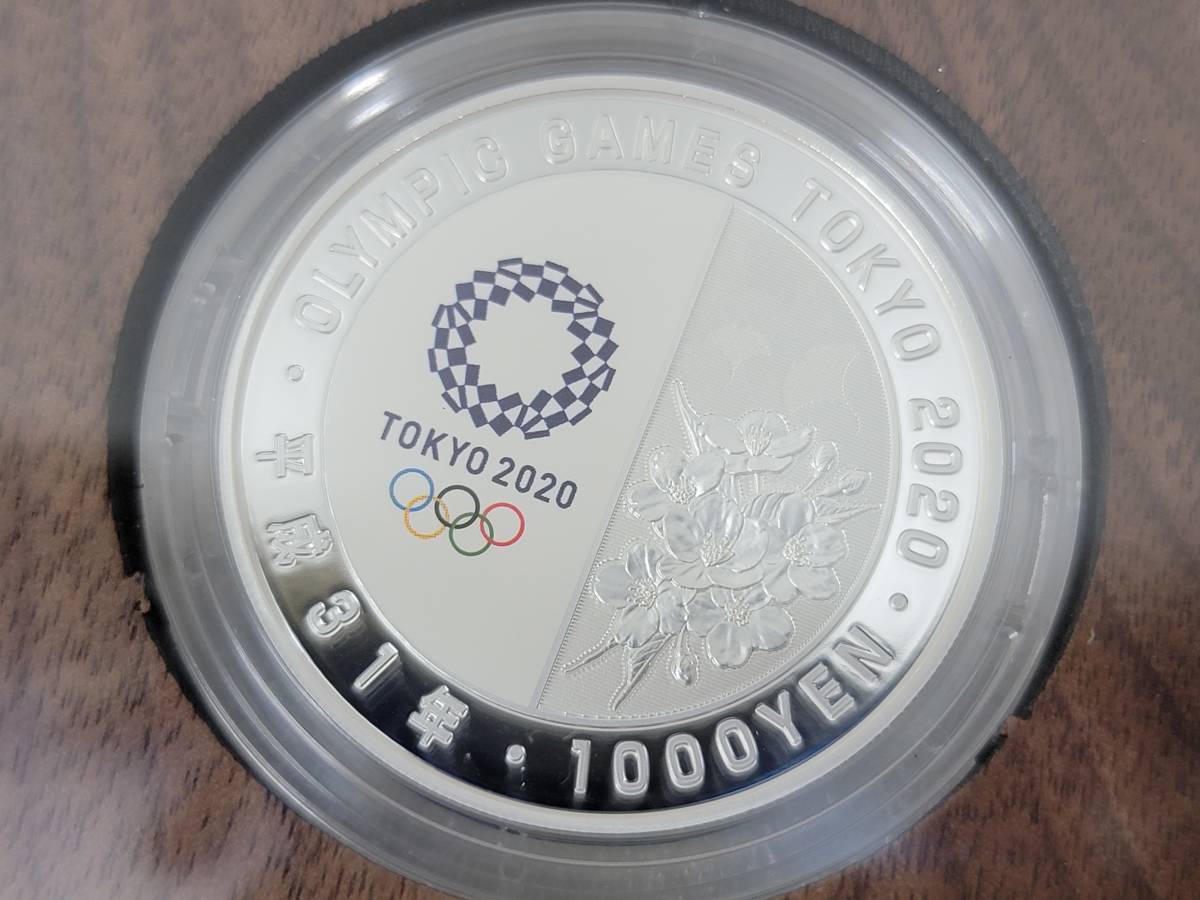 OLYMPIC GAMES TOKYO 2020
TOKYO 2020
平成31年・1000YEN